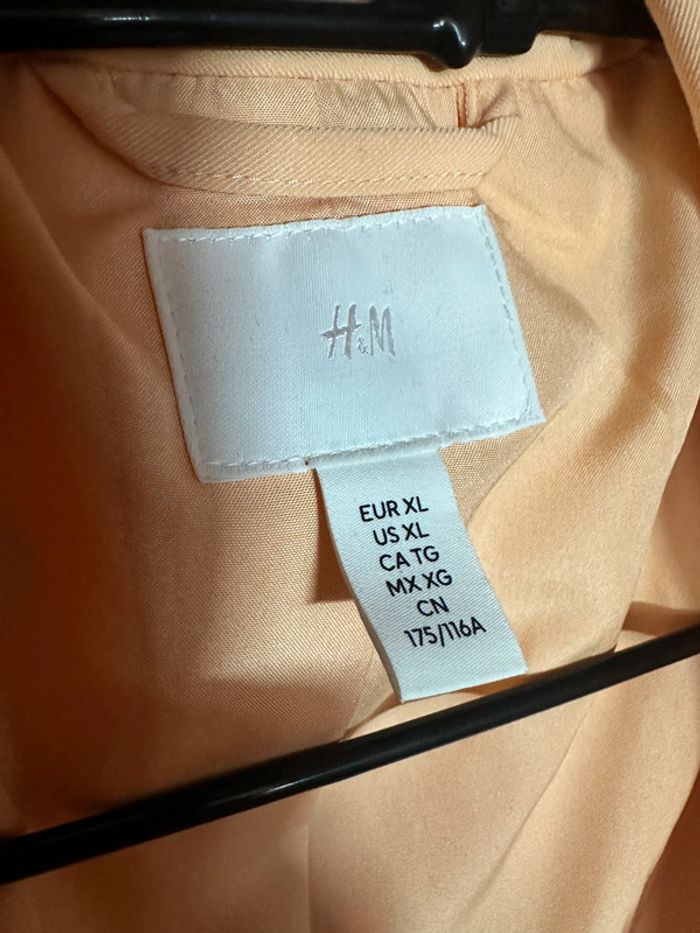 H&M
EUR XL
US XL
CA TG
MX XG
CN
175/116A